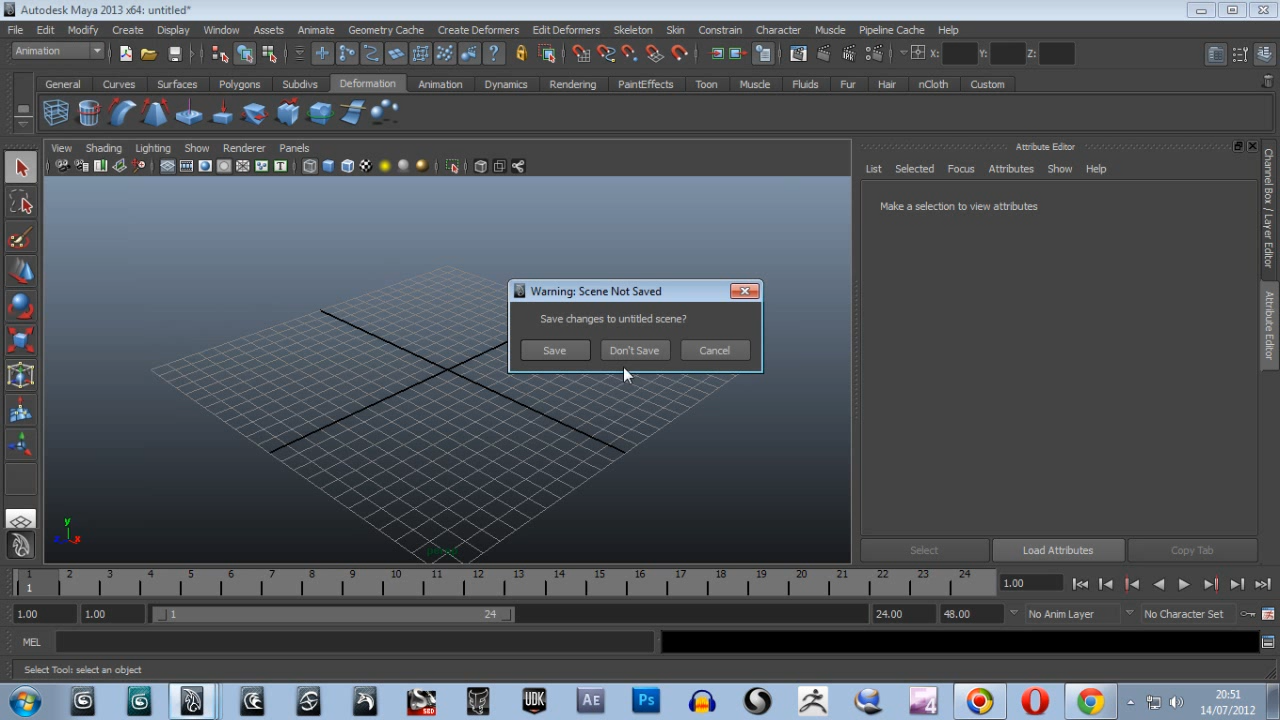 Autodesk Maya 2013 x64: untitled*
File Edit Modify Create Display Window Assets Animate Geometry Cache Create Deformers Edit Deformers Skeleton Skin Constrain Character Muscle Pipeline Cache Help
Animation X: Y: Z:
General Curves Surfaces Polygons Subdivs Deformation Animation Dynamics Rendering PaintEffects Toon Muscle Fluids Fur Hair nCloth Custom
View Shading Lighting Show Renderer Panels
Attribute Editor
List Selected Focus Attributes Show Help
Make a selection to view attributes
Channel Box / Layer Editor
Attribute Editor
Warning: Scene Not Saved
Save changes to untitled scene?
Save Don't Save Cancel
y
x
persp
Select Load Attributes Copy Tab
1 2 3 4 5 6 7 8 9 10 11 12 13 14 15 16 17 18 19 20 21 22 23 24
1 1.00
1.00 1.00 1 24 24.00 48.00 No Anim Layer No Character Set
MEL
Select Tool: select an object
SRD UDK AE Ps 4
20:51
14/07/2012